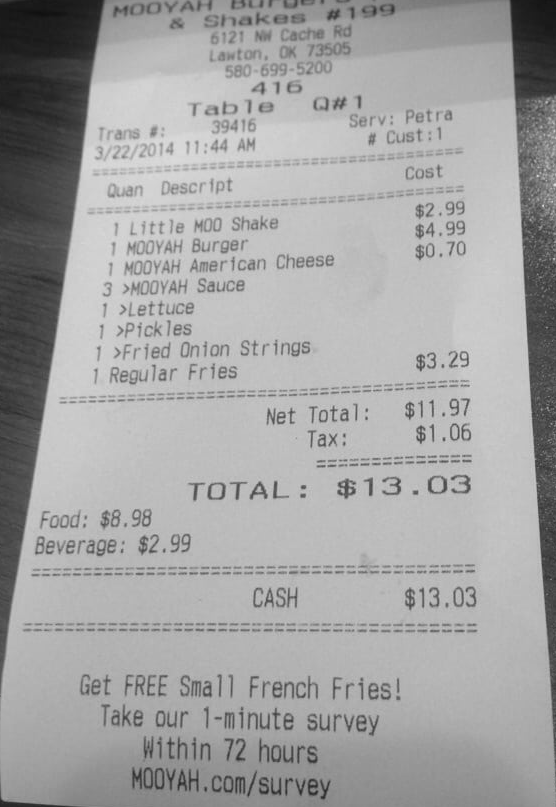 MOOYAH Burgers
& Shakes #199
6121 NW Cache Rd
Lawton, OK 73505
580-699-5200
416
Table Q#1
Trans #: 39416 Serv: Petra
3/22/2014 11:44 AM # Cust:1
================================
Quan Descript Cost
================================
1 Little MOO Shake $2.99
1 MOOYAH Burger $4.99
1 MOOYAH American Cheese $0.70
3 >MOOYAH Sauce
1 >Lettuce
1 >Pickles
1 >Fried Onion Strings
1 Regular Fries $3.29
================================
Net Total: $11.97
Tax: $1.06
==============
TOTAL: $13.03
Food: $8.98
Beverage: $2.99
================================
CASH $13.03
================================
Get FREE Small French Fries!
Take our 1-minute survey
Within 72 hours
MOOYAH.com/survey